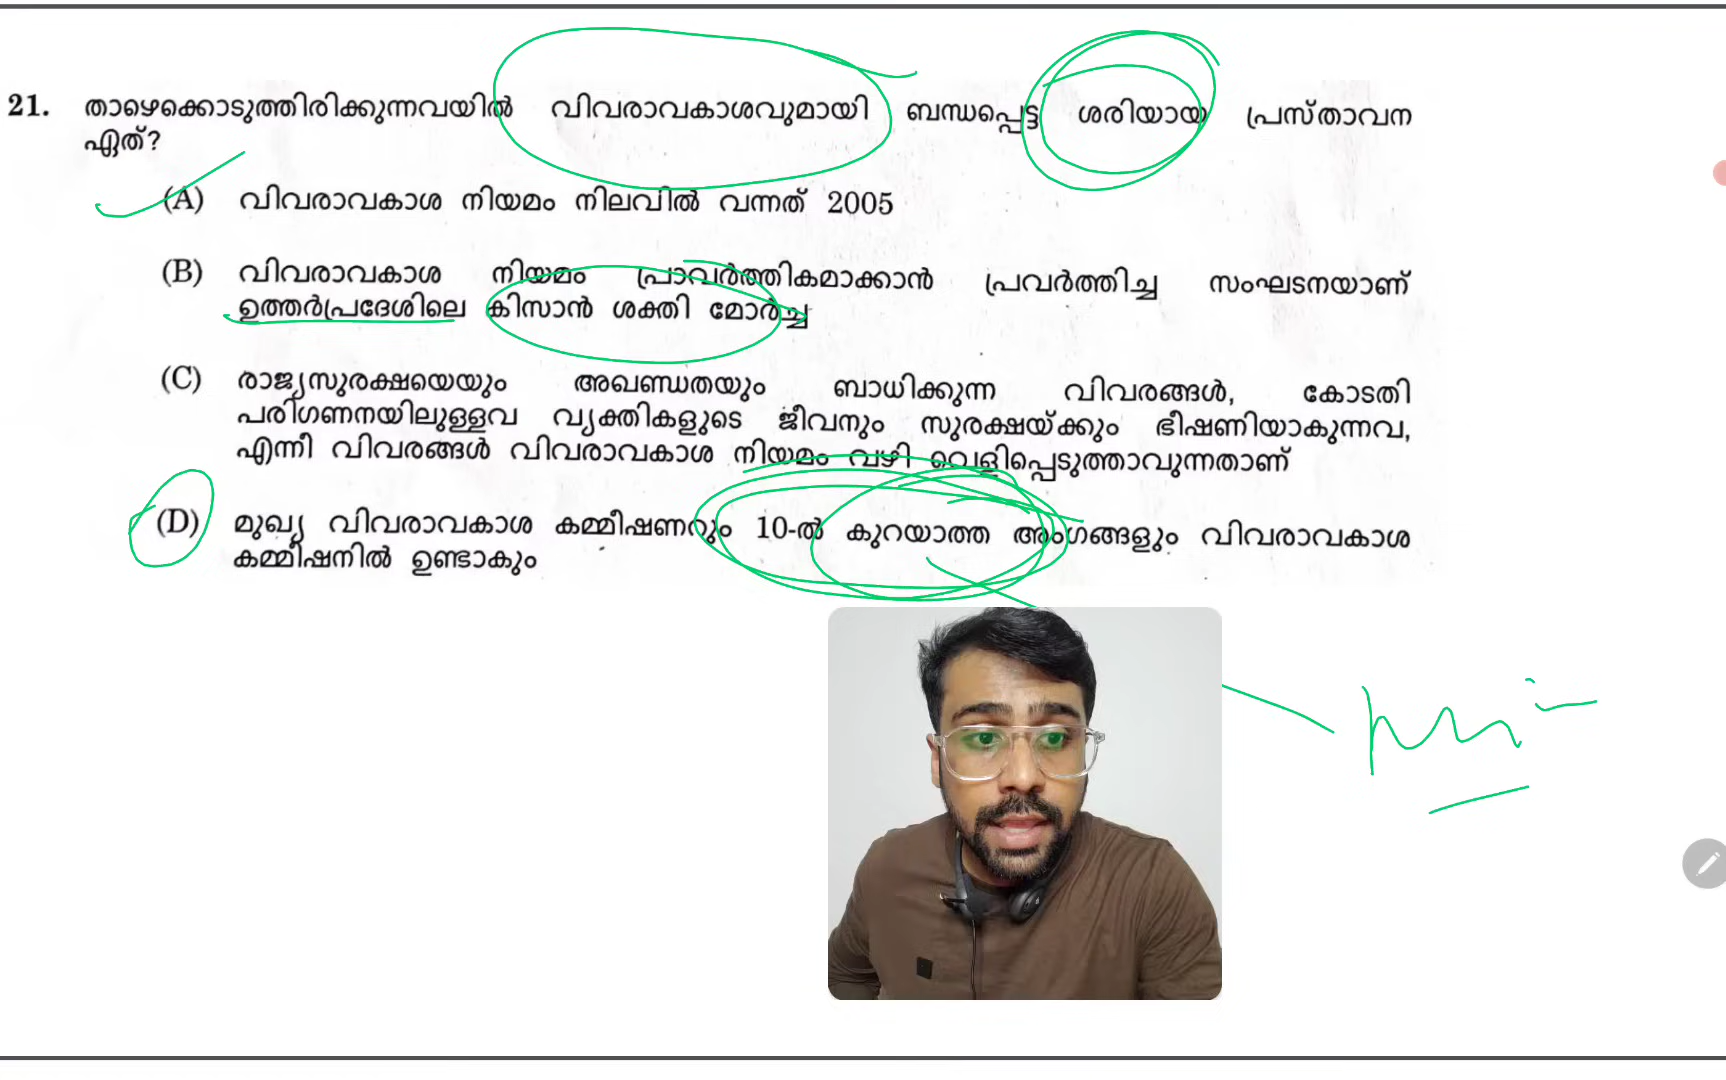 21. താഴെക്കൊടുത്തിരിക്കുന്നവയിൽ വിവരാവകാശവുമായി ബന്ധപ്പെട്ട ശരിയായ പ്രസ്താവന
ഏത്?
(A) വിവരാവകാശ നിയമം നിലവിൽ വന്നത് 2005
(B) വിവരാവകാശ നിയമം പ്രാവർത്തികമാക്കാൻ പ്രവർത്തിച്ച സംഘടനയാണ്
ഉത്തർപ്രദേശിലെ കിസാൻ ശക്തി മോർച്ച
(C) രാജ്യസുരക്ഷയെയും അഖണ്ഡതയും ബാധിക്കുന്ന വിവരങ്ങൾ, കോടതി
പരിഗണനയിലുള്ളവ വ്യക്തികളുടെ ജീവനും സുരക്ഷയ്ക്കും ഭീഷണിയാകുന്നവ,
എന്നീ വിവരങ്ങൾ വിവരാവകാശ നിയമം വഴി വെളിപ്പെടുത്താവുന്നതാണ്
(D) മുഖ്യ വിവരാവകാശ കമ്മീഷണറും 10-ൽ കുറയാത്ത അംഗങ്ങളും വിവരാവകാശ
കമ്മീഷനിൽ ഉണ്ടാകും